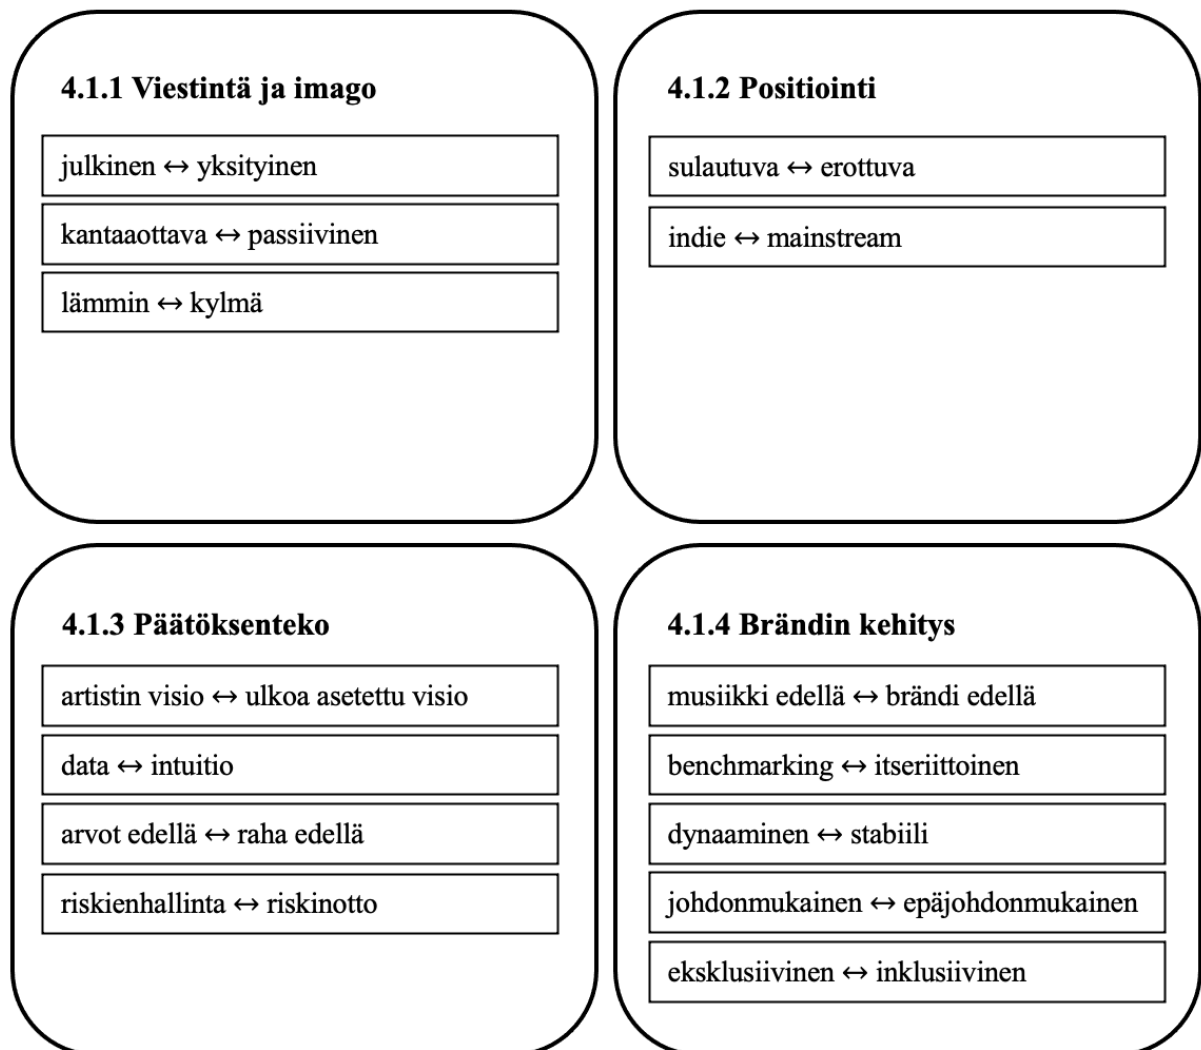 4.1.1 Viestintä ja imago
julkinen ↔ yksityinen
kantaaottava ↔ passiivinen
lämmin ↔ kylmä
4.1.2 Positiointi
sulautuva ↔ erottuva
indie ↔ mainstream
4.1.3 Päätöksenteko
artistin visio ↔ ulkoa asetettu visio
data ↔ intuitio
arvot edellä ↔ raha edellä
riskienhallinta ↔ riskinotto
4.1.4 Brändin kehitys
musiikki edellä ↔ brändi edellä
benchmarking ↔ itseriittoinen
dynaaminen ↔ stabiili
johdonmukainen ↔ epäjohdonmukainen
eksklusiivinen ↔ inklusiivinen